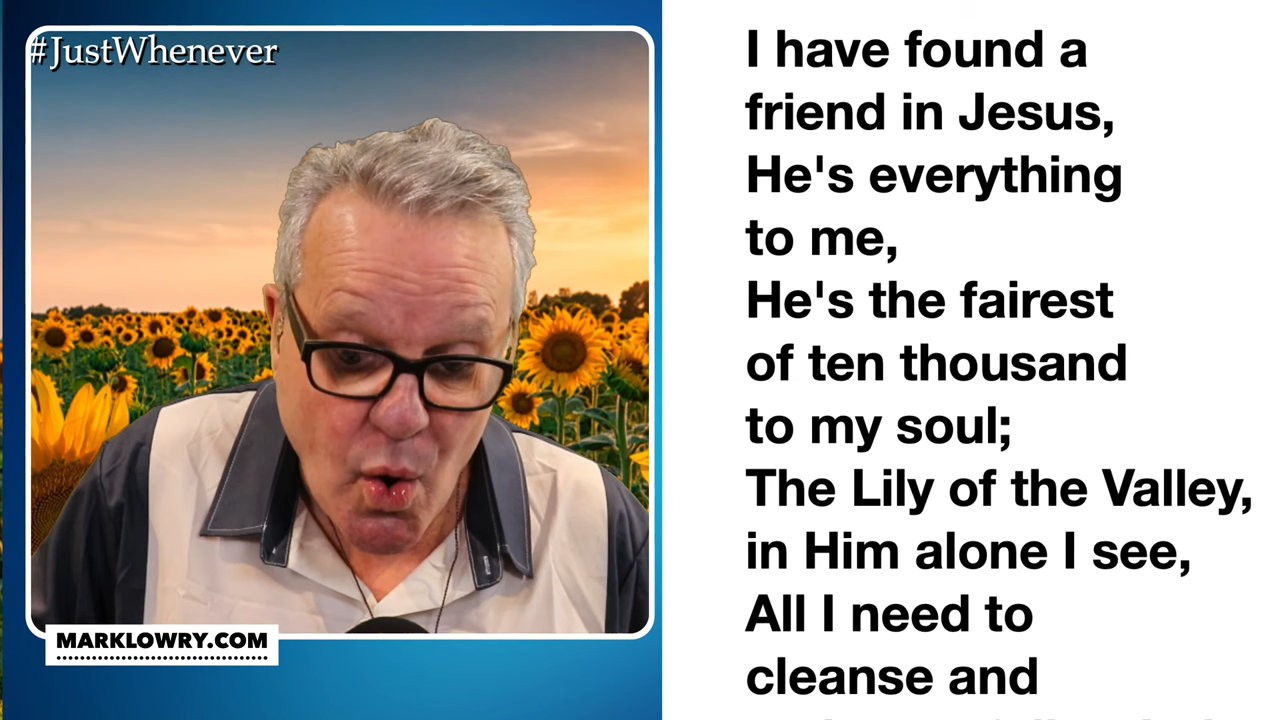 #JustWhenever
MARKLOWRY.COM
I have found a
friend in Jesus,
He's everything
to me,
He's the fairest
of ten thousand
to my soul;
The Lily of the Valley,
in Him alone I see,
All I need to
cleanse and